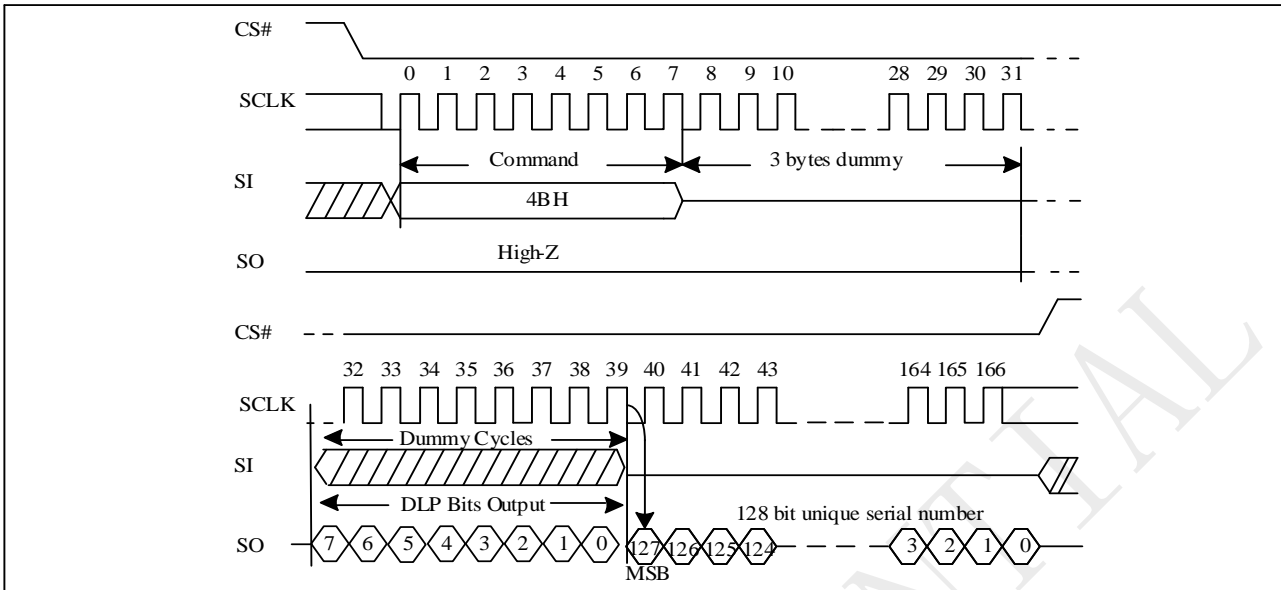 CS#
0 1 2 3 4 5 6 7 8 9 10 28 29 30 31
SCLK
Command 3 bytes dummy
SI
4BH
High-Z
SO
CS#
32 33 34 35 36 37 38 39 40 41 42 43 164 165 166
SCLK
Dummy Cycles
SI
DLP Bits Output
128 bit unique serial number
SO 7 6 5 4 3 2 1 0 127 126 125 124 3 2 1 0
MSB